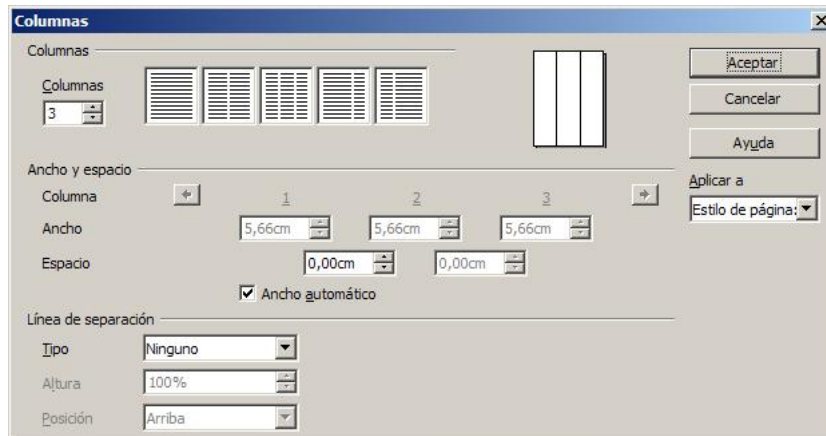 Columnas
Columnas
Columnas
3
Aceptar
Cancelar
Ayuda
Aplicar a
Estilo de página:
Ancho y espacio
Columna 1 2 3
Ancho 5,66cm 5,66cm 5,66cm
Espacio 0,00cm 0,00cm
Ancho automático
Línea de separación
Tipo Ninguno
Altura 100%
Posición Arriba